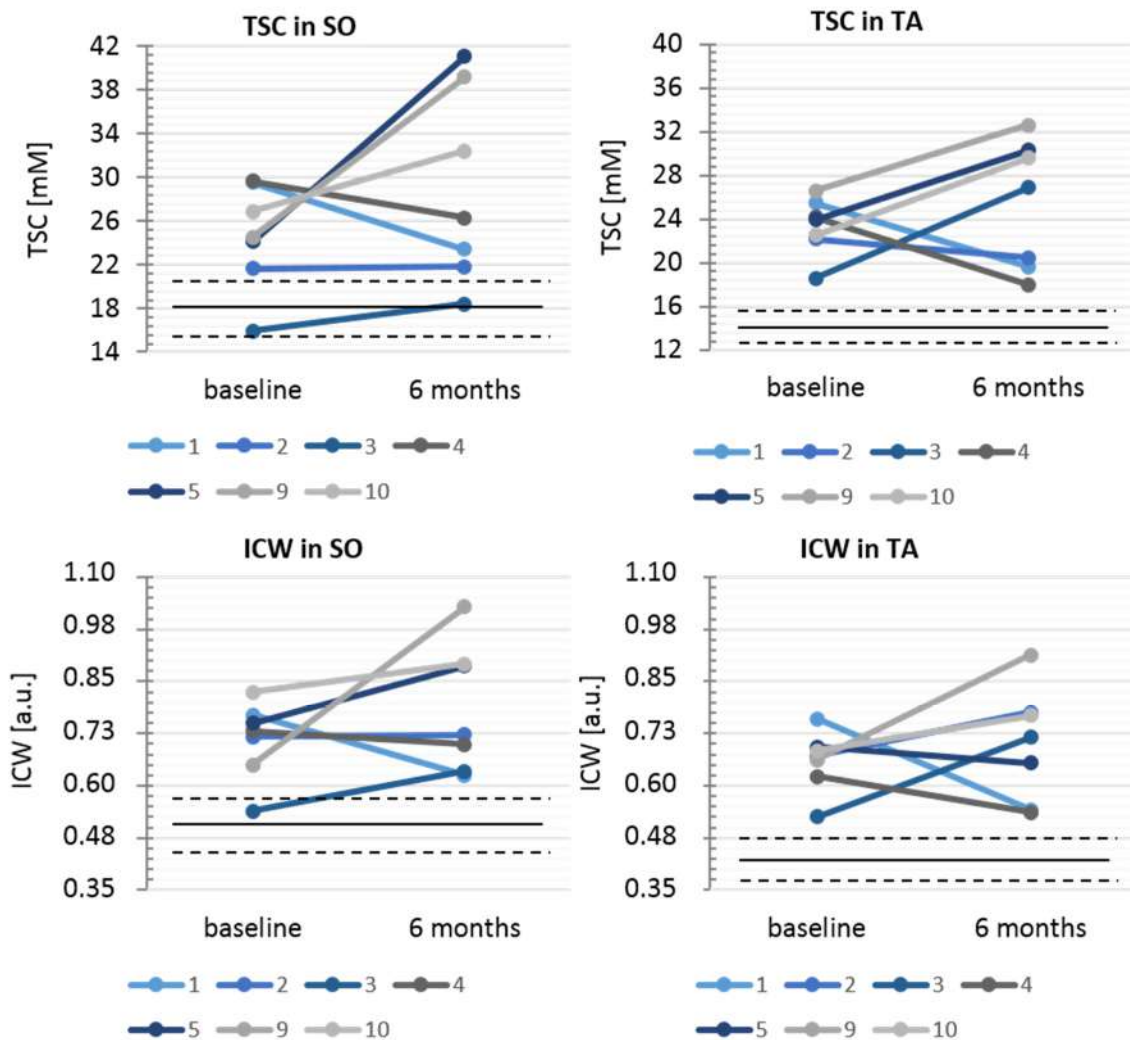 TSC in SO
TSC [mM]
42
38
34
30
26
22
18
14
baseline 6 months
1 2 3 4
5 9 10
TSC in TA
TSC [mM]
40
36
32
28
24
20
16
12
baseline 6 months
1 2 3 4
5 9 10
ICW in SO
ICW [a.u.]
1.10
0.98
0.85
0.73
0.60
0.48
0.35
baseline 6 months
1 2 3 4
5 9 10
ICW in TA
ICW [a.u.]
1.10
0.98
0.85
0.73
0.60
0.48
0.35
baseline 6 months
1 2 3 4
5 9 10